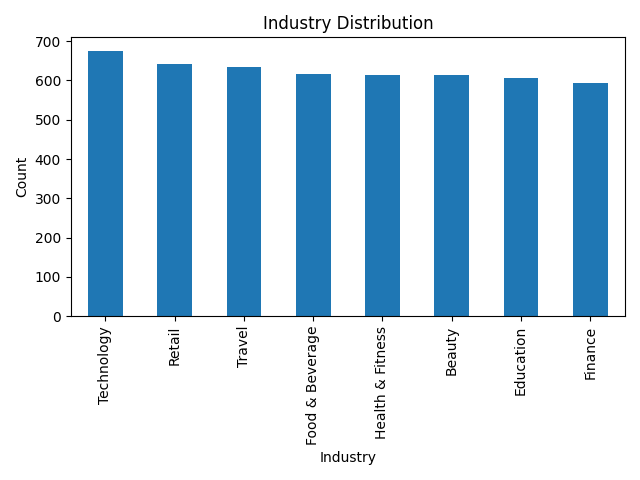 Industry Distribution
700
600
500
400
300
200
100
0
Count
Technology
Retail
Travel
Food & Beverage
Health & Fitness
Beauty
Education
Finance
Industry